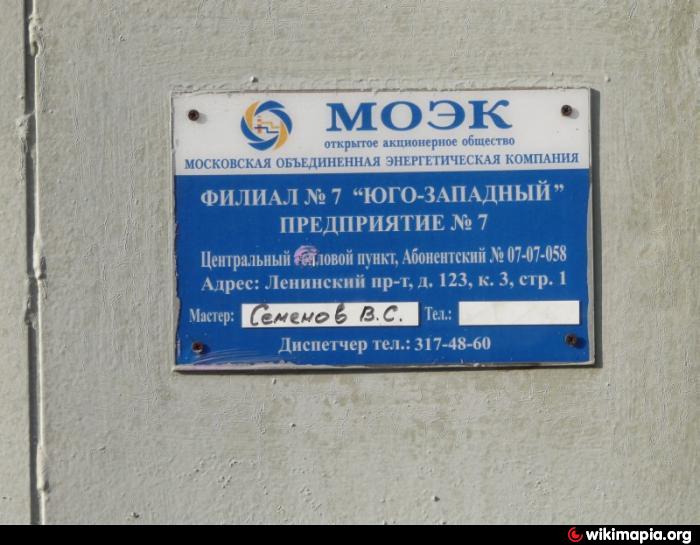 МОЭК
открытое акционерное общество
МОСКОВСКАЯ ОБЪЕДИНЕННАЯ ЭНЕРГЕТИЧЕСКАЯ КОМПАНИЯ
ФИЛИАЛ № 7 "ЮГО-ЗАПАДНЫЙ"
ПРЕДПРИЯТИЕ № 7
Центральный тепловой пункт, Абонентский № 07-07-058
Адрес: Ленинский пр-т, д. 123, к. 3, стр. 1
Мастер: Семенов В.С. Тел.:
Диспетчер тел.: 317-48-60
wikimapia.org